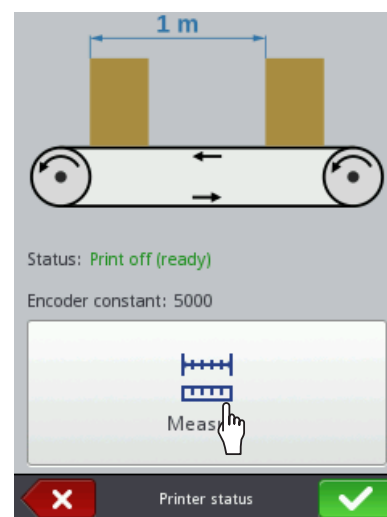 1 m
Status: Print off (ready)
Encoder constant: 5000
Printer status